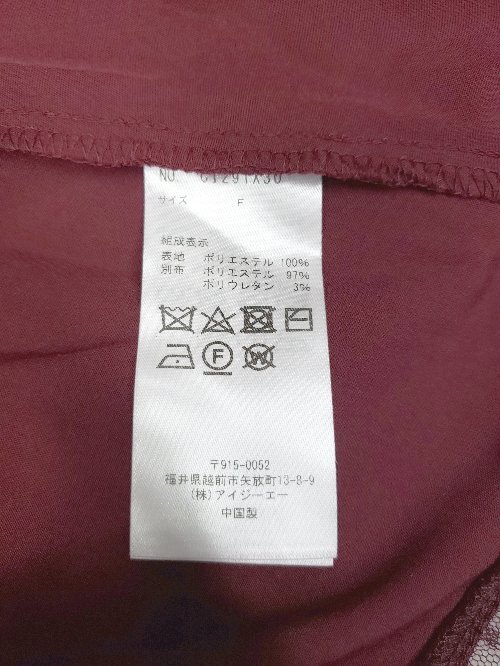 サイズ F
組成表示
表地 ポリエステル 100%
別布 ポリエステル 97%
ポリウレタン 3%
F
W
〒915-0052
福井県越前市矢放町13-8-9
(株)アイジーエー
中国製